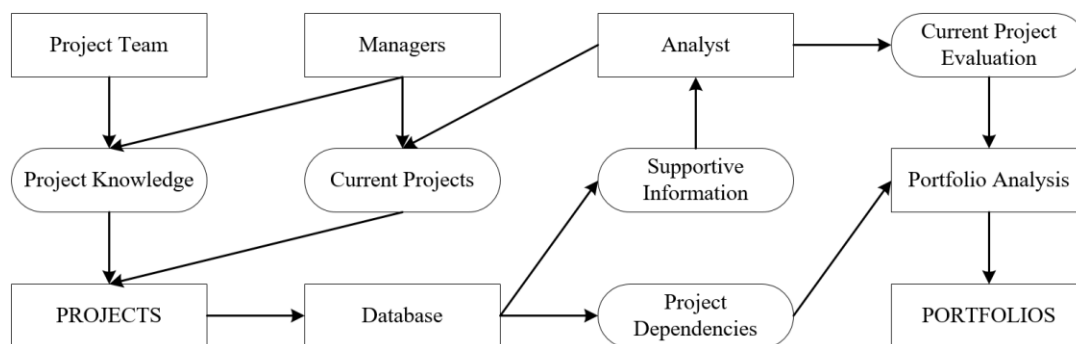 Project Team
Managers
Analyst
Current Project
Evaluation
Project Knowledge
Current Projects
Supportive
Information
Portfolio Analysis
PROJECTS
Database
Project
Dependencies
PORTFOLIOS